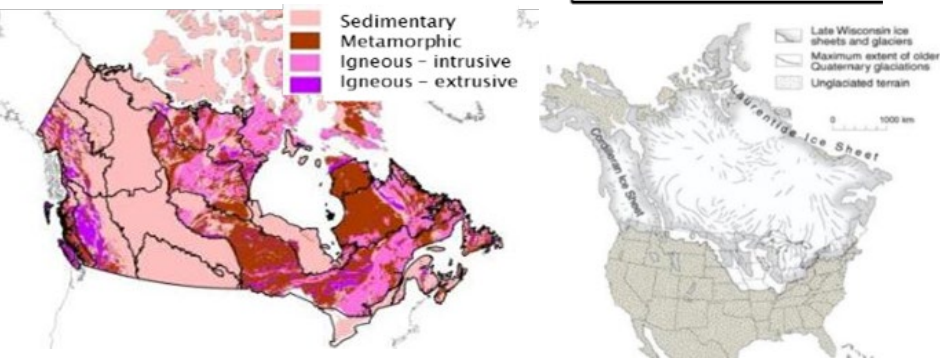 Sedimentary
Metamorphic
Igneous - intrusive
Igneous - extrusive
Late Wisconsin ice
sheets and glaciers
Maximum extent of older
Quaternary glaciations
Unglaciated terrain
0 1000 km
Laurentide Ice Sheet
Cordilleran Ice Sheet